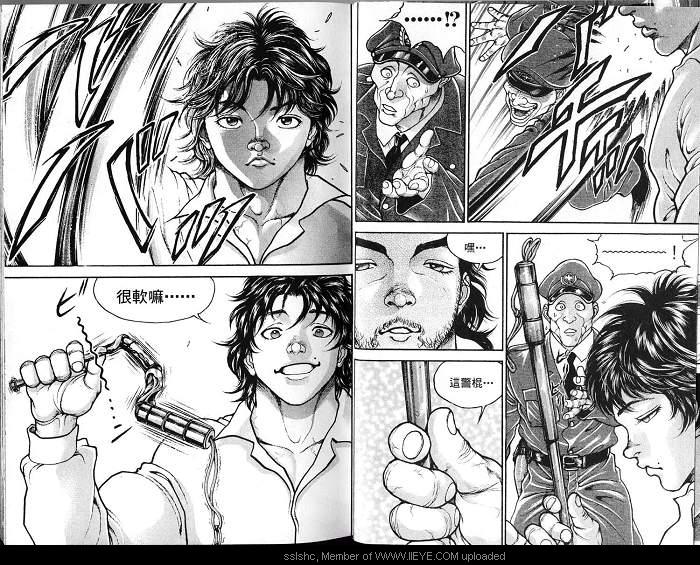 ……!?
～～～～～～！
嘿…
這警棍…
很軟嘛……
sslshc, Member of WWW.IIEYE.COM uploaded